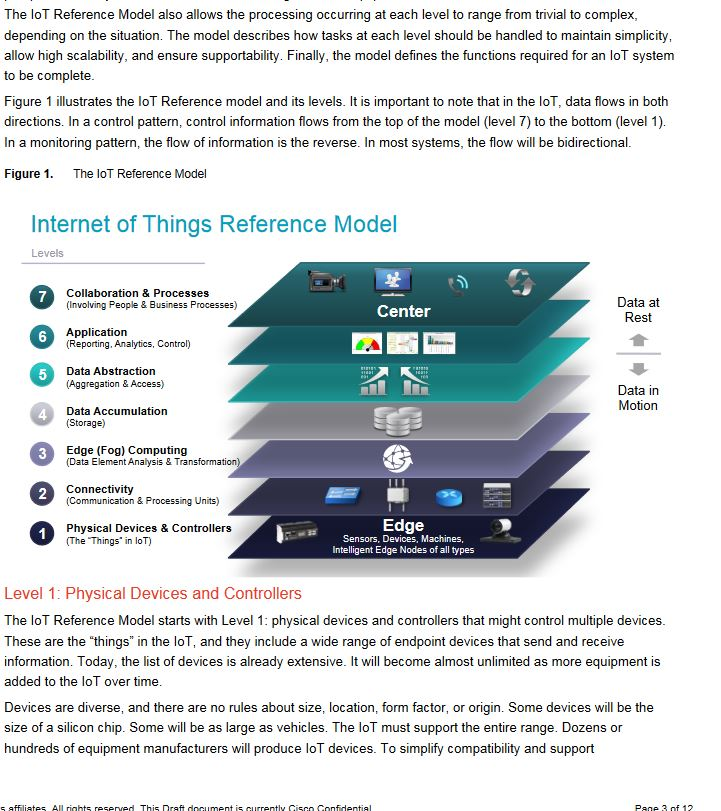 The IoT Reference Model also allows the processing occurring at each level to range from trivial to complex,
depending on the situation. The model describes how tasks at each level should be handled to maintain simplicity,
allow high scalability, and ensure supportability. Finally, the model defines the functions required for an IoT system
to be complete.
Figure 1 illustrates the IoT Reference model and its levels. It is important to note that in the IoT, data flows in both
directions. In a control pattern, control information flows from the top of the model (level 7) to the bottom (level 1).
In a monitoring pattern, the flow of information is the reverse. In most systems, the flow will be bidirectional.
Figure 1. The IoT Reference Model
Internet of Things Reference Model
Levels
7 Collaboration & Processes
(Involving People & Business Processes)
6 Application
(Reporting, Analytics, Control)
5 Data Abstraction
(Aggregation & Access)
4 Data Accumulation
(Storage)
3 Edge (Fog) Computing
(Data Element Analysis & Transformation)
2 Connectivity
(Communication & Processing Units)
1 Physical Devices & Controllers
(The "Things" in IoT)
Center
Edge
Sensors, Devices, Machines,
Intelligent Edge Nodes of all types
Data at
Rest
Data in
Motion
Level 1: Physical Devices and Controllers
The IoT Reference Model starts with Level 1: physical devices and controllers that might control multiple devices.
These are the “things” in the IoT, and they include a wide range of endpoint devices that send and receive
information. Today, the list of devices is already extensive. It will become almost unlimited as more equipment is
added to the IoT over time.
Devices are diverse, and there are no rules about size, location, form factor, or origin. Some devices will be the
size of a silicon chip. Some will be as large as vehicles. The IoT must support the entire range. Dozens or
hundreds of equipment manufacturers will produce IoT devices. To simplify compatibility and support
s affiliates. All rights reserved. This Draft document is currently Cisco Confidential. Page 3 of 12